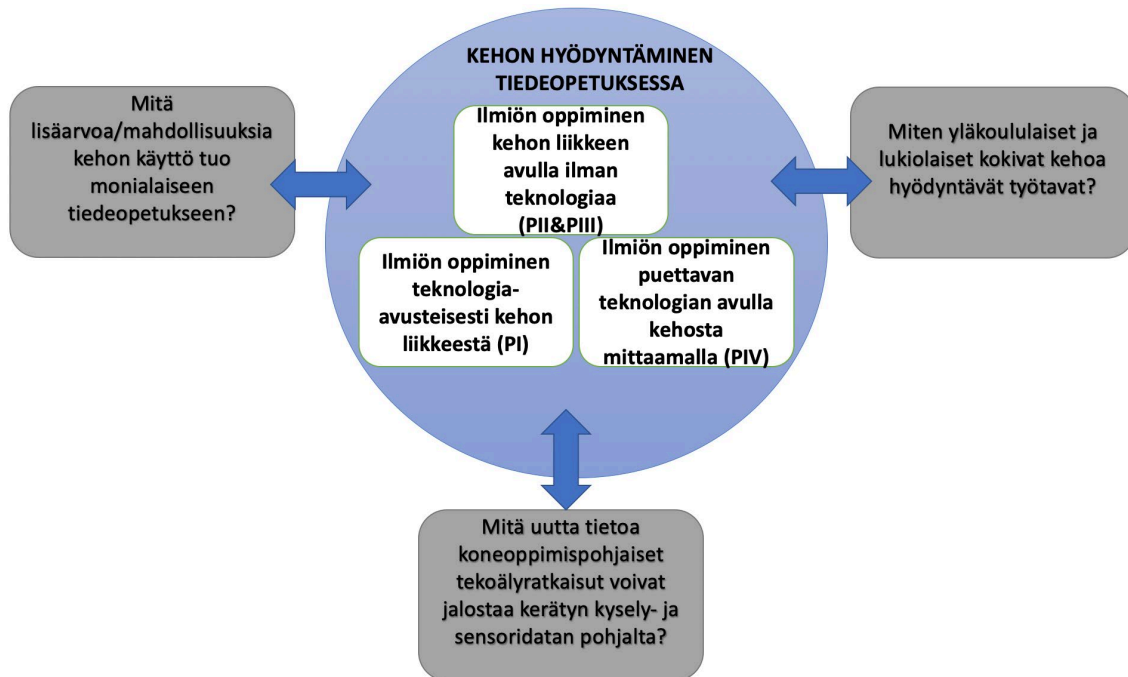 KEHON HYÖDYNTÄMINEN
TIEDEOPETUKSESSA
Mitä
lisäarvoa/mahdollisuuksia
kehon käyttö tuo
monialaiseen
tiedeopetukseen?
Ilmiön oppiminen
kehon liikkeen
avulla ilman
teknologiaa
(PII&PIII)
Miten yläkoululaiset ja
lukiolaiset kokivat kehoa
hyödyntävät työtavat?
Ilmiön oppiminen
teknologia-
avusteisesti kehon
liikkeestä (PI)
Ilmiön oppiminen
puettavan
teknologian avulla
kehosta
mittaamalla (PIV)
Mitä uutta tietoa
koneoppimispohjaiset
tekoälyratkaisut voivat
jalostaa kerätyn kysely- ja
sensoridatan pohjalta?